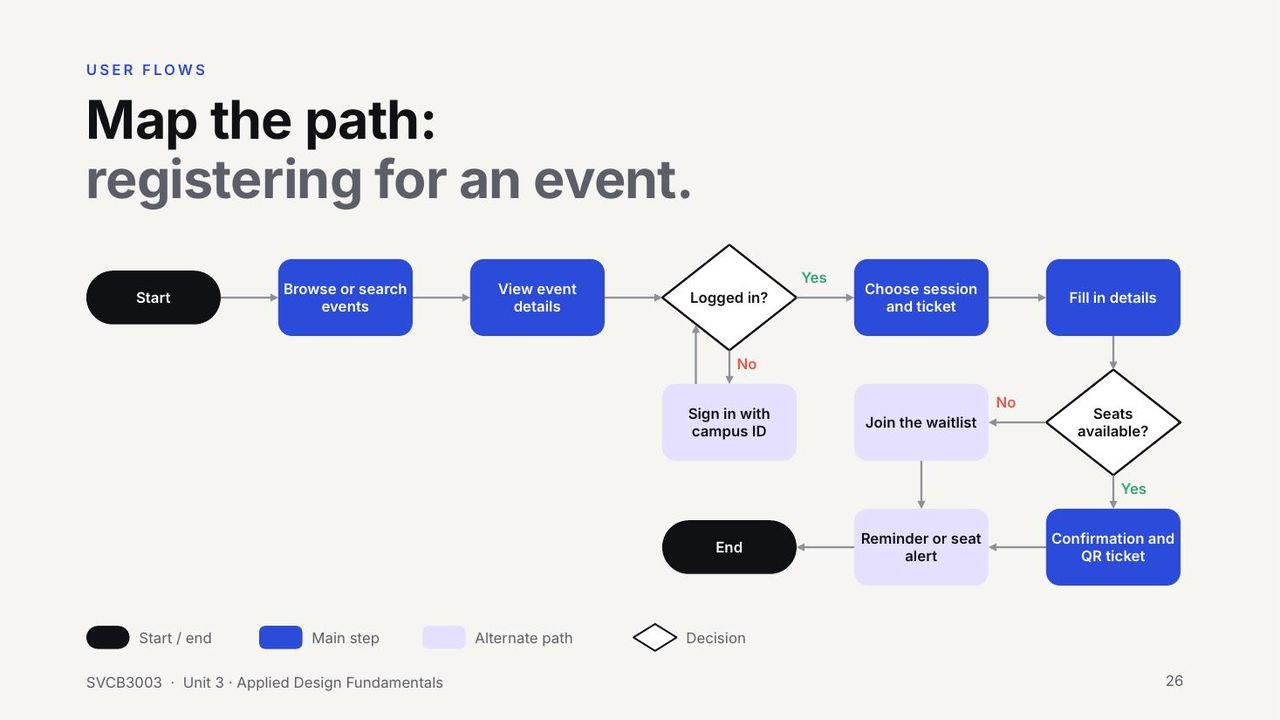 USER FLOWS
Map the path:
registering for an event.
Start
Browse or search
events
View event
details
Logged in?
Yes
Choose session
and ticket
Fill in details
No
Sign in with
campus ID
Join the waitlist
No
Seats
available?
Yes
End
Reminder or seat
alert
Confirmation and
QR ticket
Start / end
Main step
Alternate path
Decision
SVCB3003 · Unit 3 · Applied Design Fundamentals
26